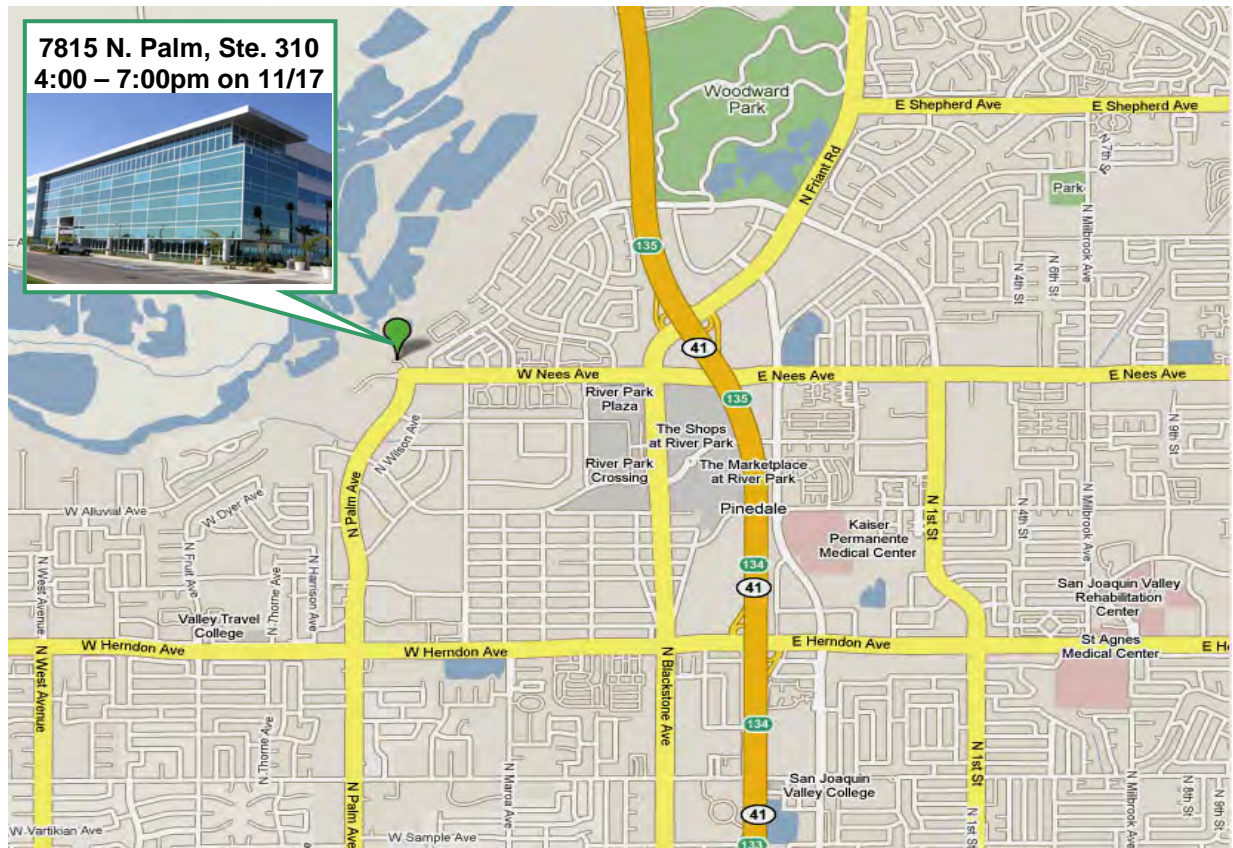 7815 N. Palm, Ste. 310
4:00 – 7:00pm on 11/17
Woodward
Park
E Shepherd Ave
E Shepherd Ave
N 7th S
N Friant Rd
Park
N Milbrook Ave
N 6th St
N 4th St
135
41
W Nees Ave
E Nees Ave
E Nees Ave
River Park
Plaza
135
N Wilson Ave
The Shops
at River Park
N 9th St
River Park
Crossing
The Marketplace
at River Park
N Palm Ave
W Dyer Ave
W Alluvial Ave
Pinedale
N 1st St
N 4th St
N Milbrook Ave
Kaiser
Permanente
Medical Center
134
41
N West Avenue
N Fruit Ave
N Thorne Ave
N Harrison Ave
San Joaquin Valley
Rehabilitation
Center
Valley Travel
College
W Herndon Ave
W Herndon Ave
E Herndon Ave
St Agnes
Medical Center
E H
N West Avenue
N Blackstone Ave
134
N Thorne Ave
N Palm Ave
N Maroa Ave
N 1st St
San Joaquin
Valley College
N Milbrook Ave
N 8th St
N 9th St
41
N 1st St
W Vartikian Ave
W Sample Ave
133